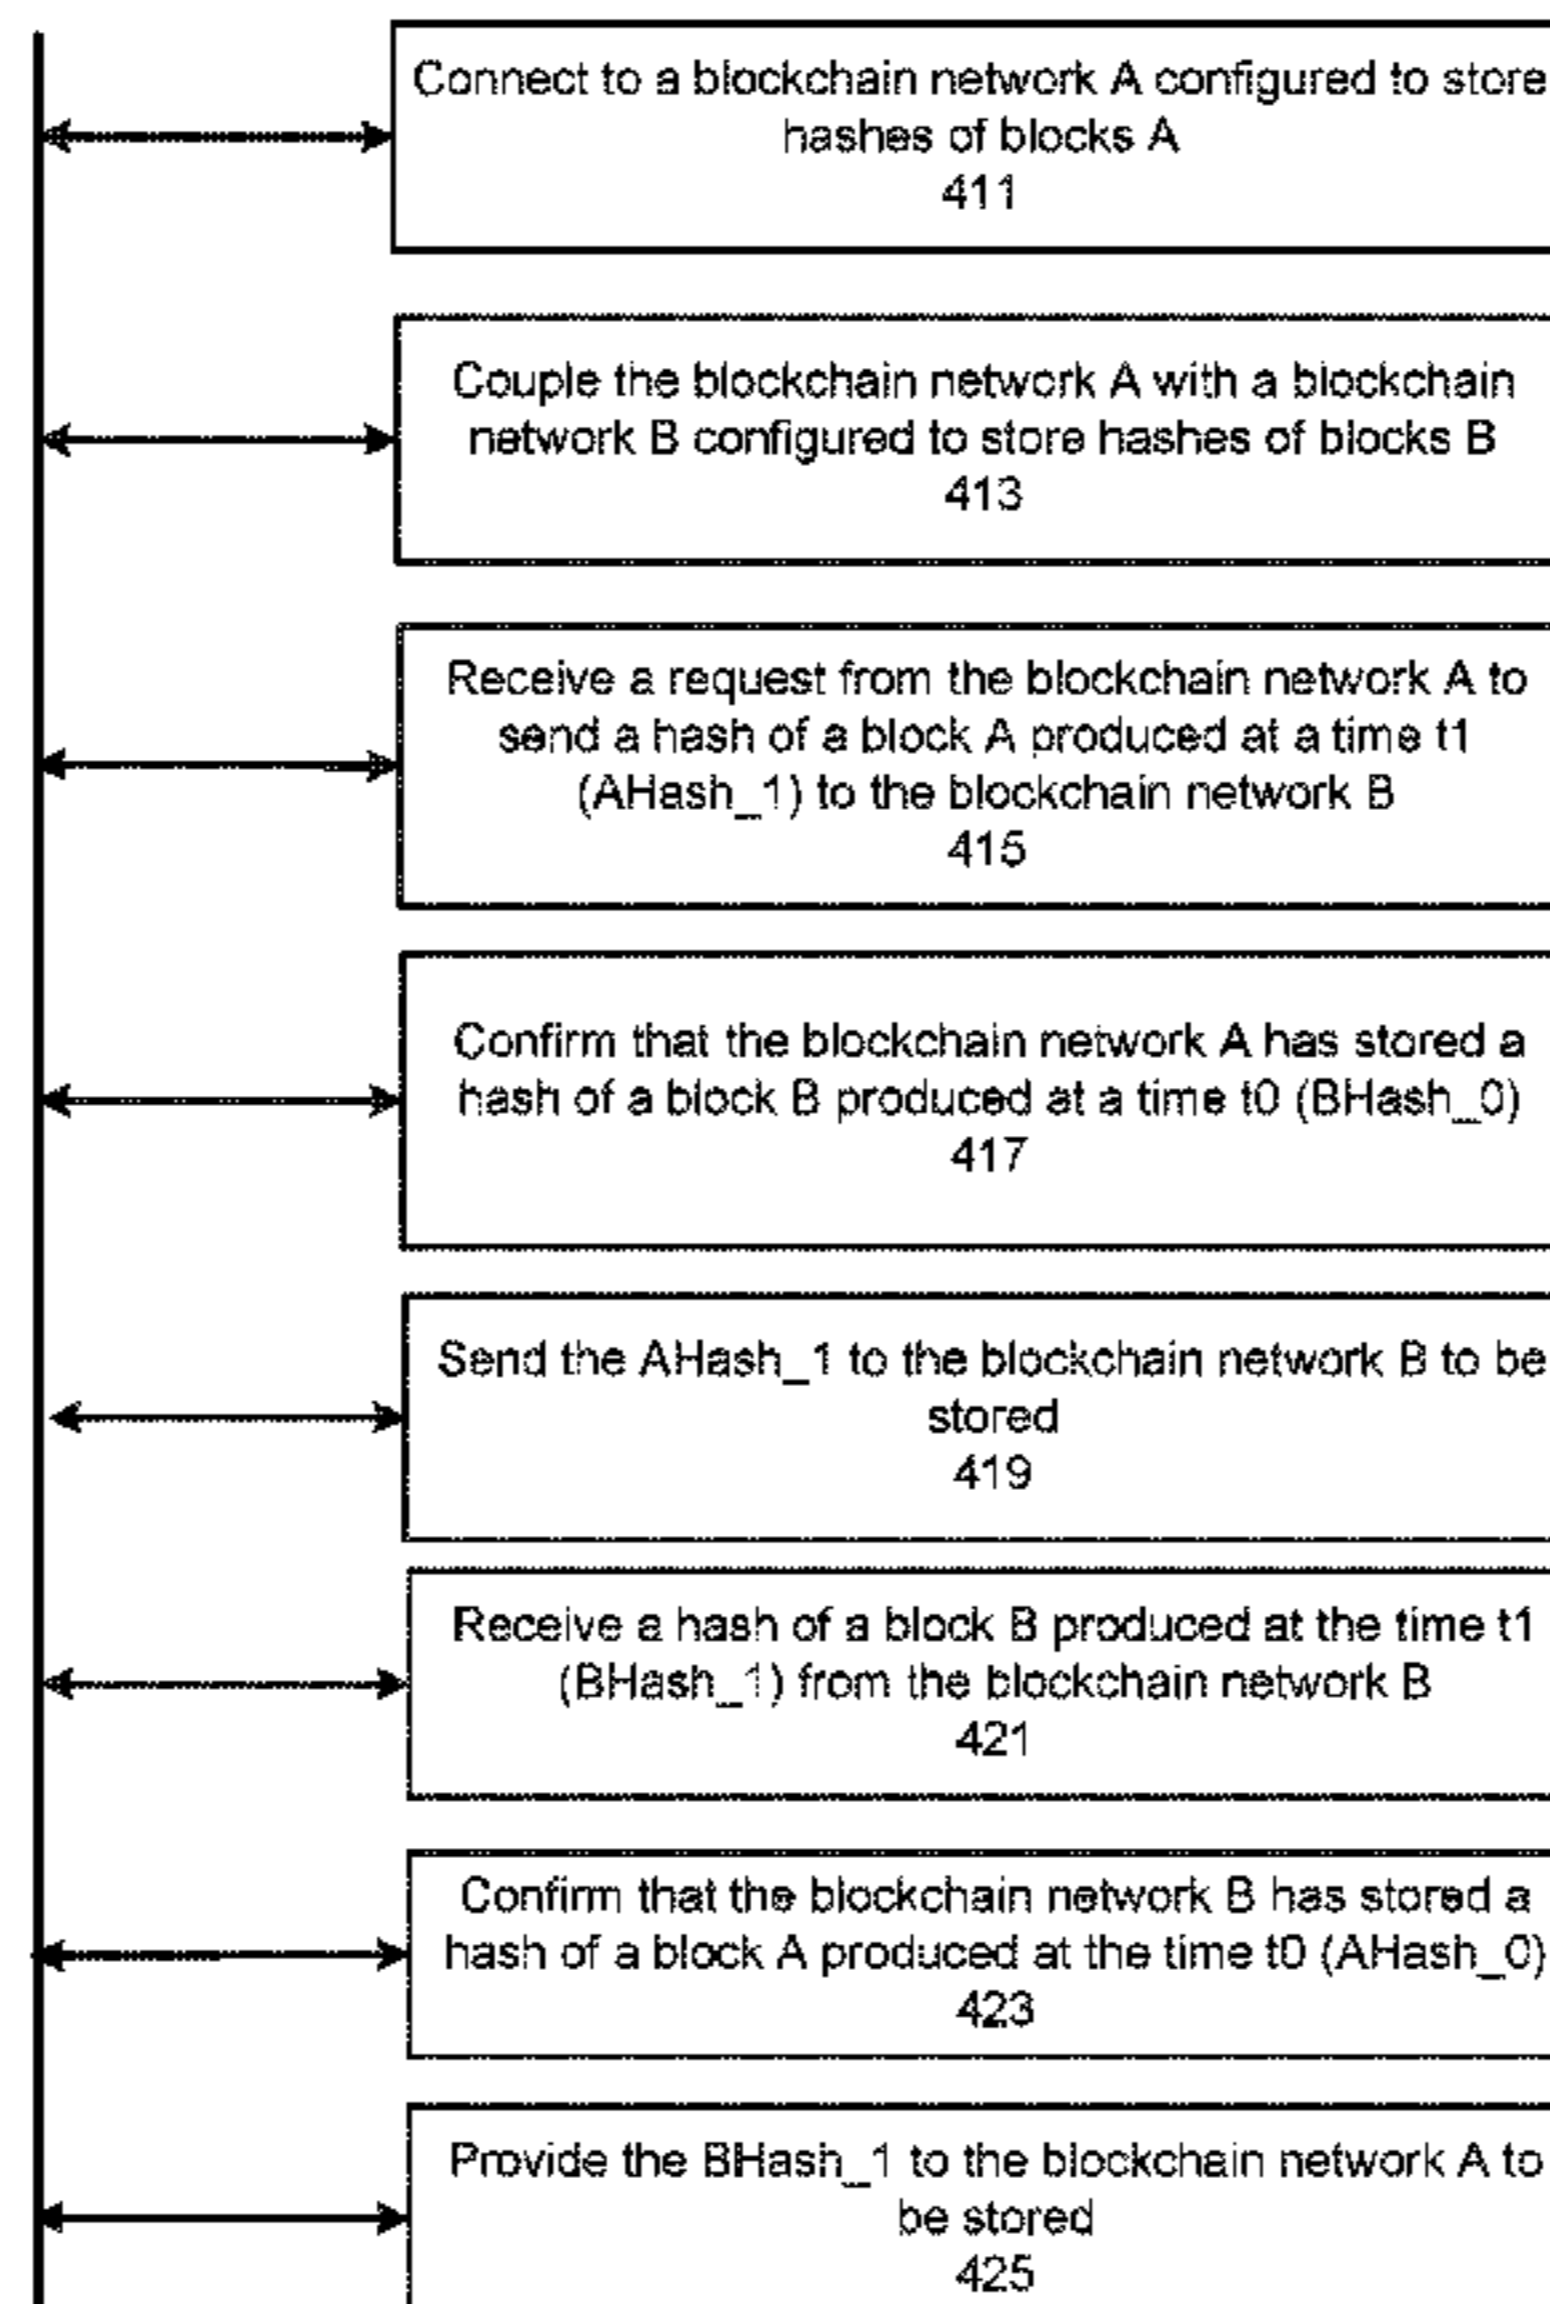 Connect to a blockchain network A configured to store
hashes of blocks A
411
Couple the blockchain network A with a blockchain
network B configured to store hashes of blocks B
413
Receive a request from the blockchain network A to
send a hash of a block A produced at a time t1
(AHash_1) to the blockchain network B
415
Confirm that the blockchain network A has stored a
hash of a block B produced at a time t0 (BHash_0)
417
Send the AHash_1 to the blockchain network B to be
stored
419
Receive a hash of a block B produced at the time t1
(BHash_1) from the blockchain network B
421
Confirm that the blockchain network B has stored a
hash of a block A produced at the time t0 (AHash_0)
423
Provide the BHash_1 to the blockchain network A to
be stored
425